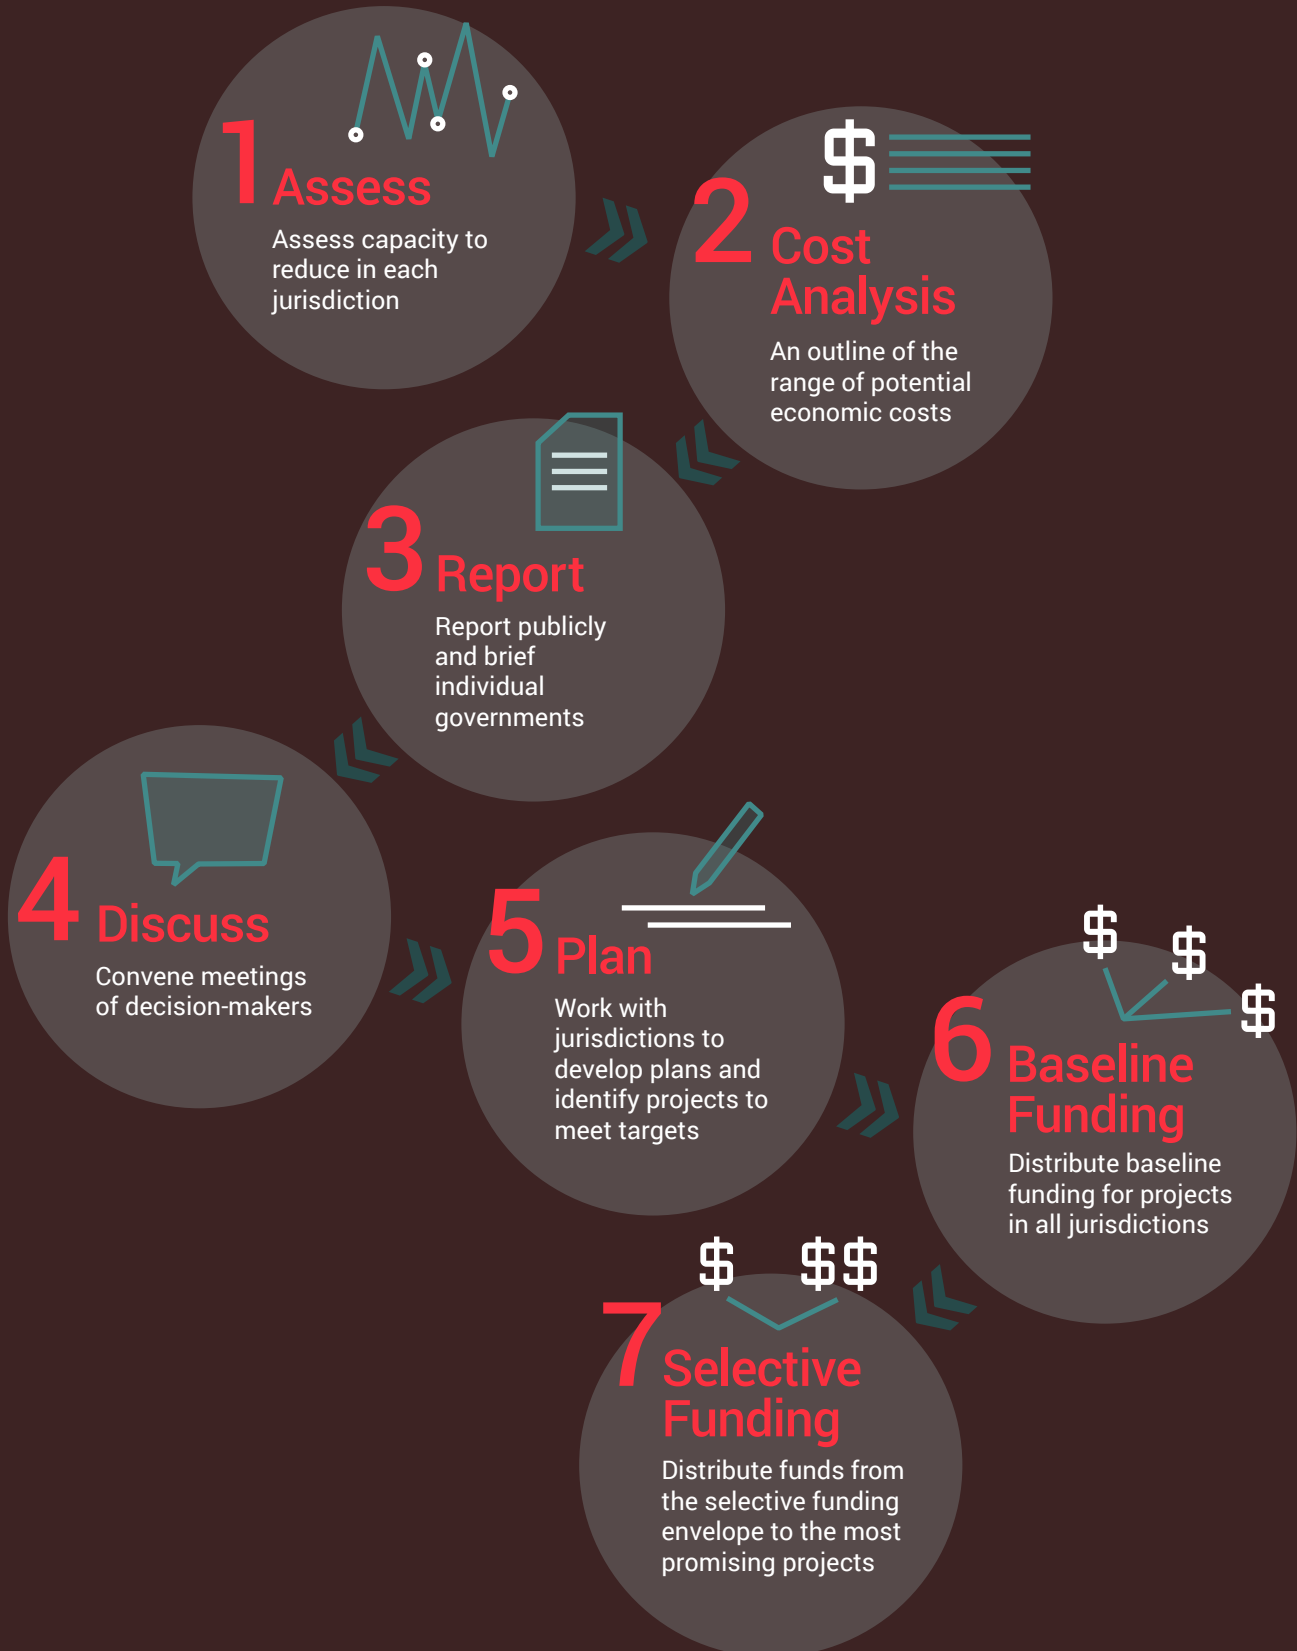 1 Assess
Assess capacity to
reduce in each
jurisdiction
$
2 Cost
Analysis
An outline of the
range of potential
economic costs
3 Report
Report publicly
and brief
individual
governments
4 Discuss
Convene meetings
of decision-makers
5 Plan
Work with
jurisdictions to
develop plans and
identify projects to
meet targets
$ $ $
6 Baseline
Funding
Distribute baseline
funding for projects
in all jurisdictions
$ $$
7 Selective
Funding
Distribute funds from
the selective funding
envelope to the most
promising projects